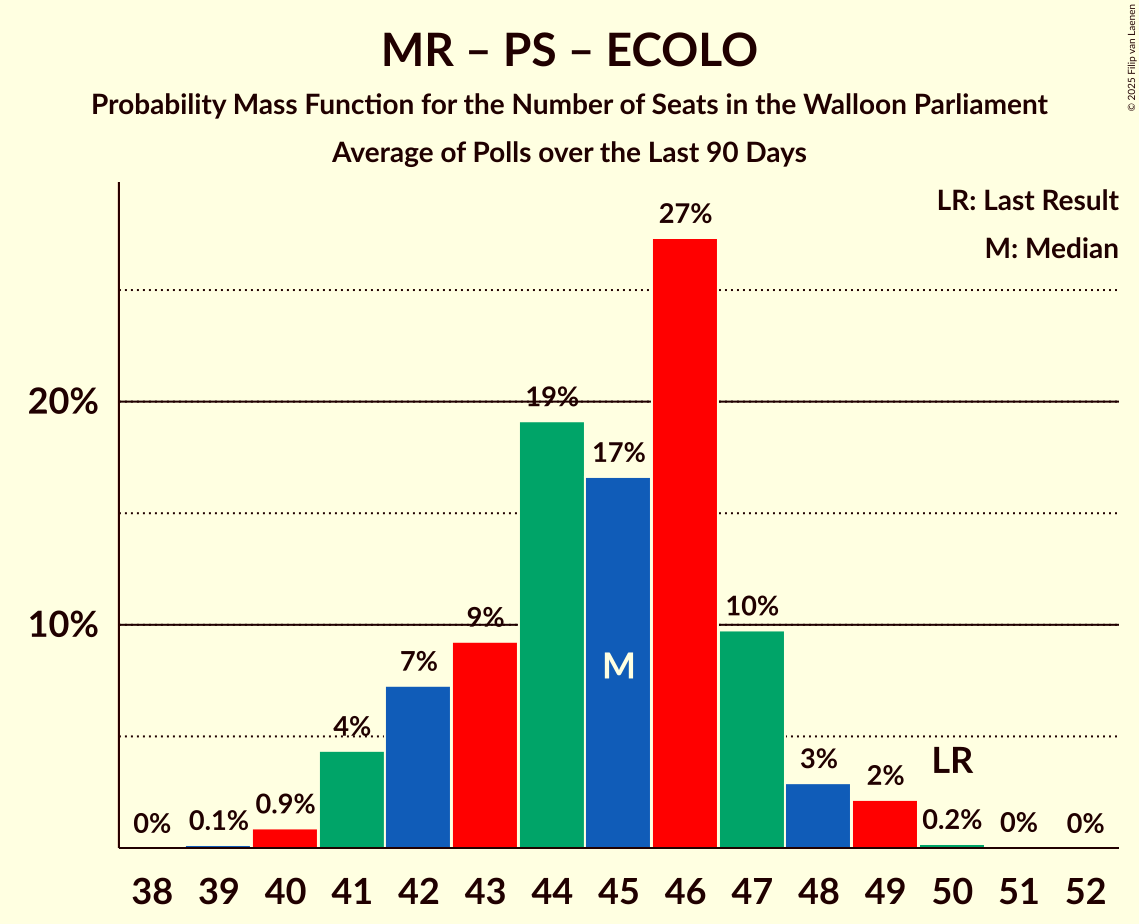 MR – PS – ECOLO
Probability Mass Function for the Number of Seats in the Walloon Parliament
Average of Polls over the Last 90 Days
© 2025 Filip van Laenen
LR: Last Result
M: Median
27%
20%
19%
17%
10%
10%
9%
7%
M
4%
3%
2%
LR
0%
0.1%
0.9%
0.2%
0%
0%
38 39 40 41 42 43 44 45 46 47 48 49 50 51 52